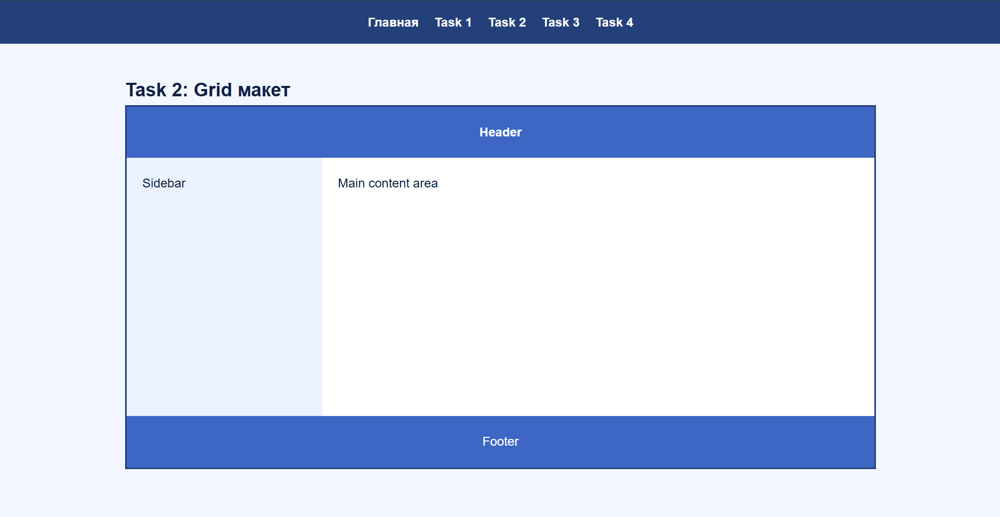 Главная Task 1 Task 2 Task 3 Task 4
Task 2: Grid макет
Header
Sidebar
Main content area
Footer